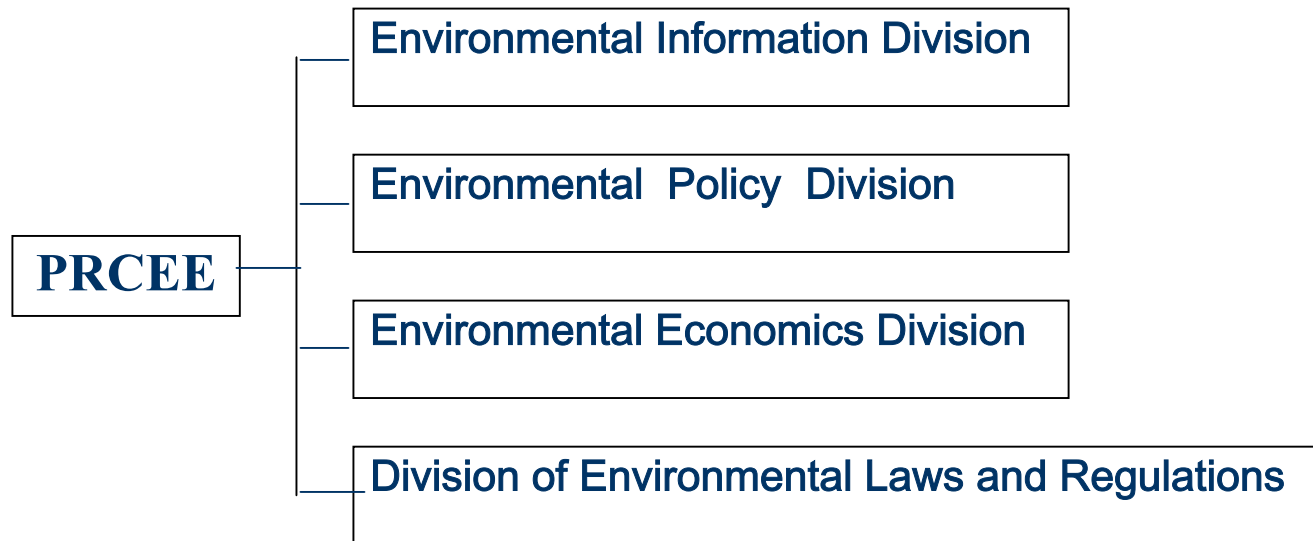 Environmental Information Division
Environmental Policy Division
PRCEE
Environmental Economics Division
Division of Environmental Laws and Regulations